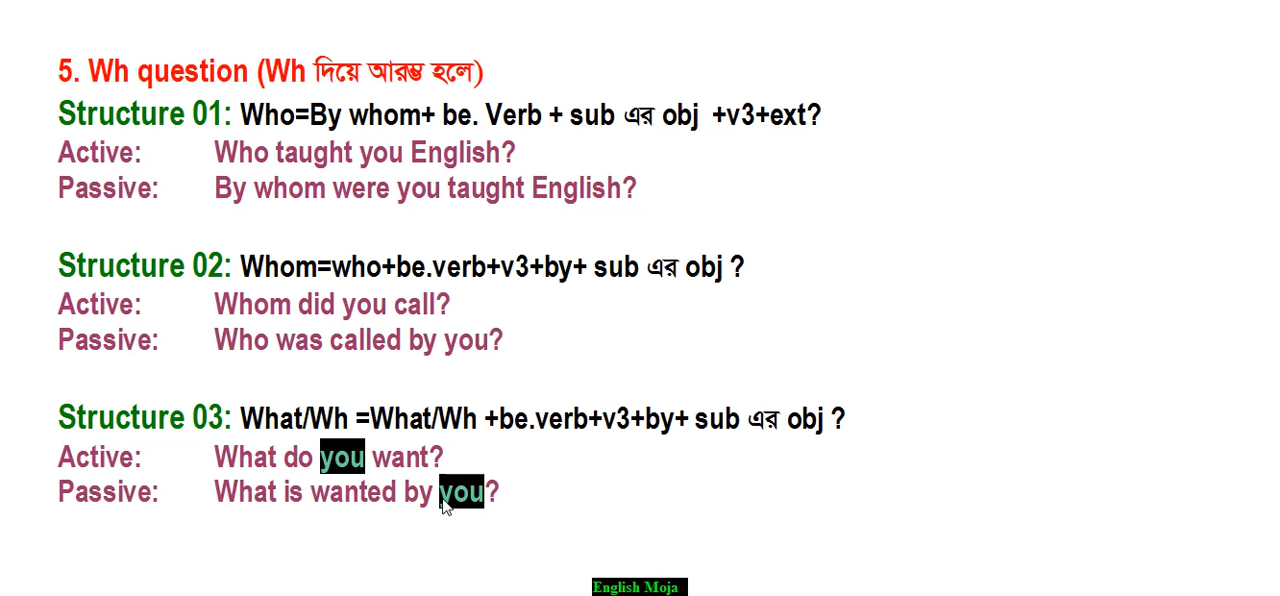 5. Wh question (Wh দিয়ে আরম্ভ হলে)
Structure 01: Who=By whom+ be. Verb + sub এর obj +v3+ext?
Active: Who taught you English?
Passive: By whom were you taught English?
Structure 02: Whom=who+be.verb+v3+by+ sub এর obj ?
Active: Whom did you call?
Passive: Who was called by you?
Structure 03: What/Wh =What/Wh +be.verb+v3+by+ sub এর obj ?
Active: What do you want?
Passive: What is wanted by you?
English Moja